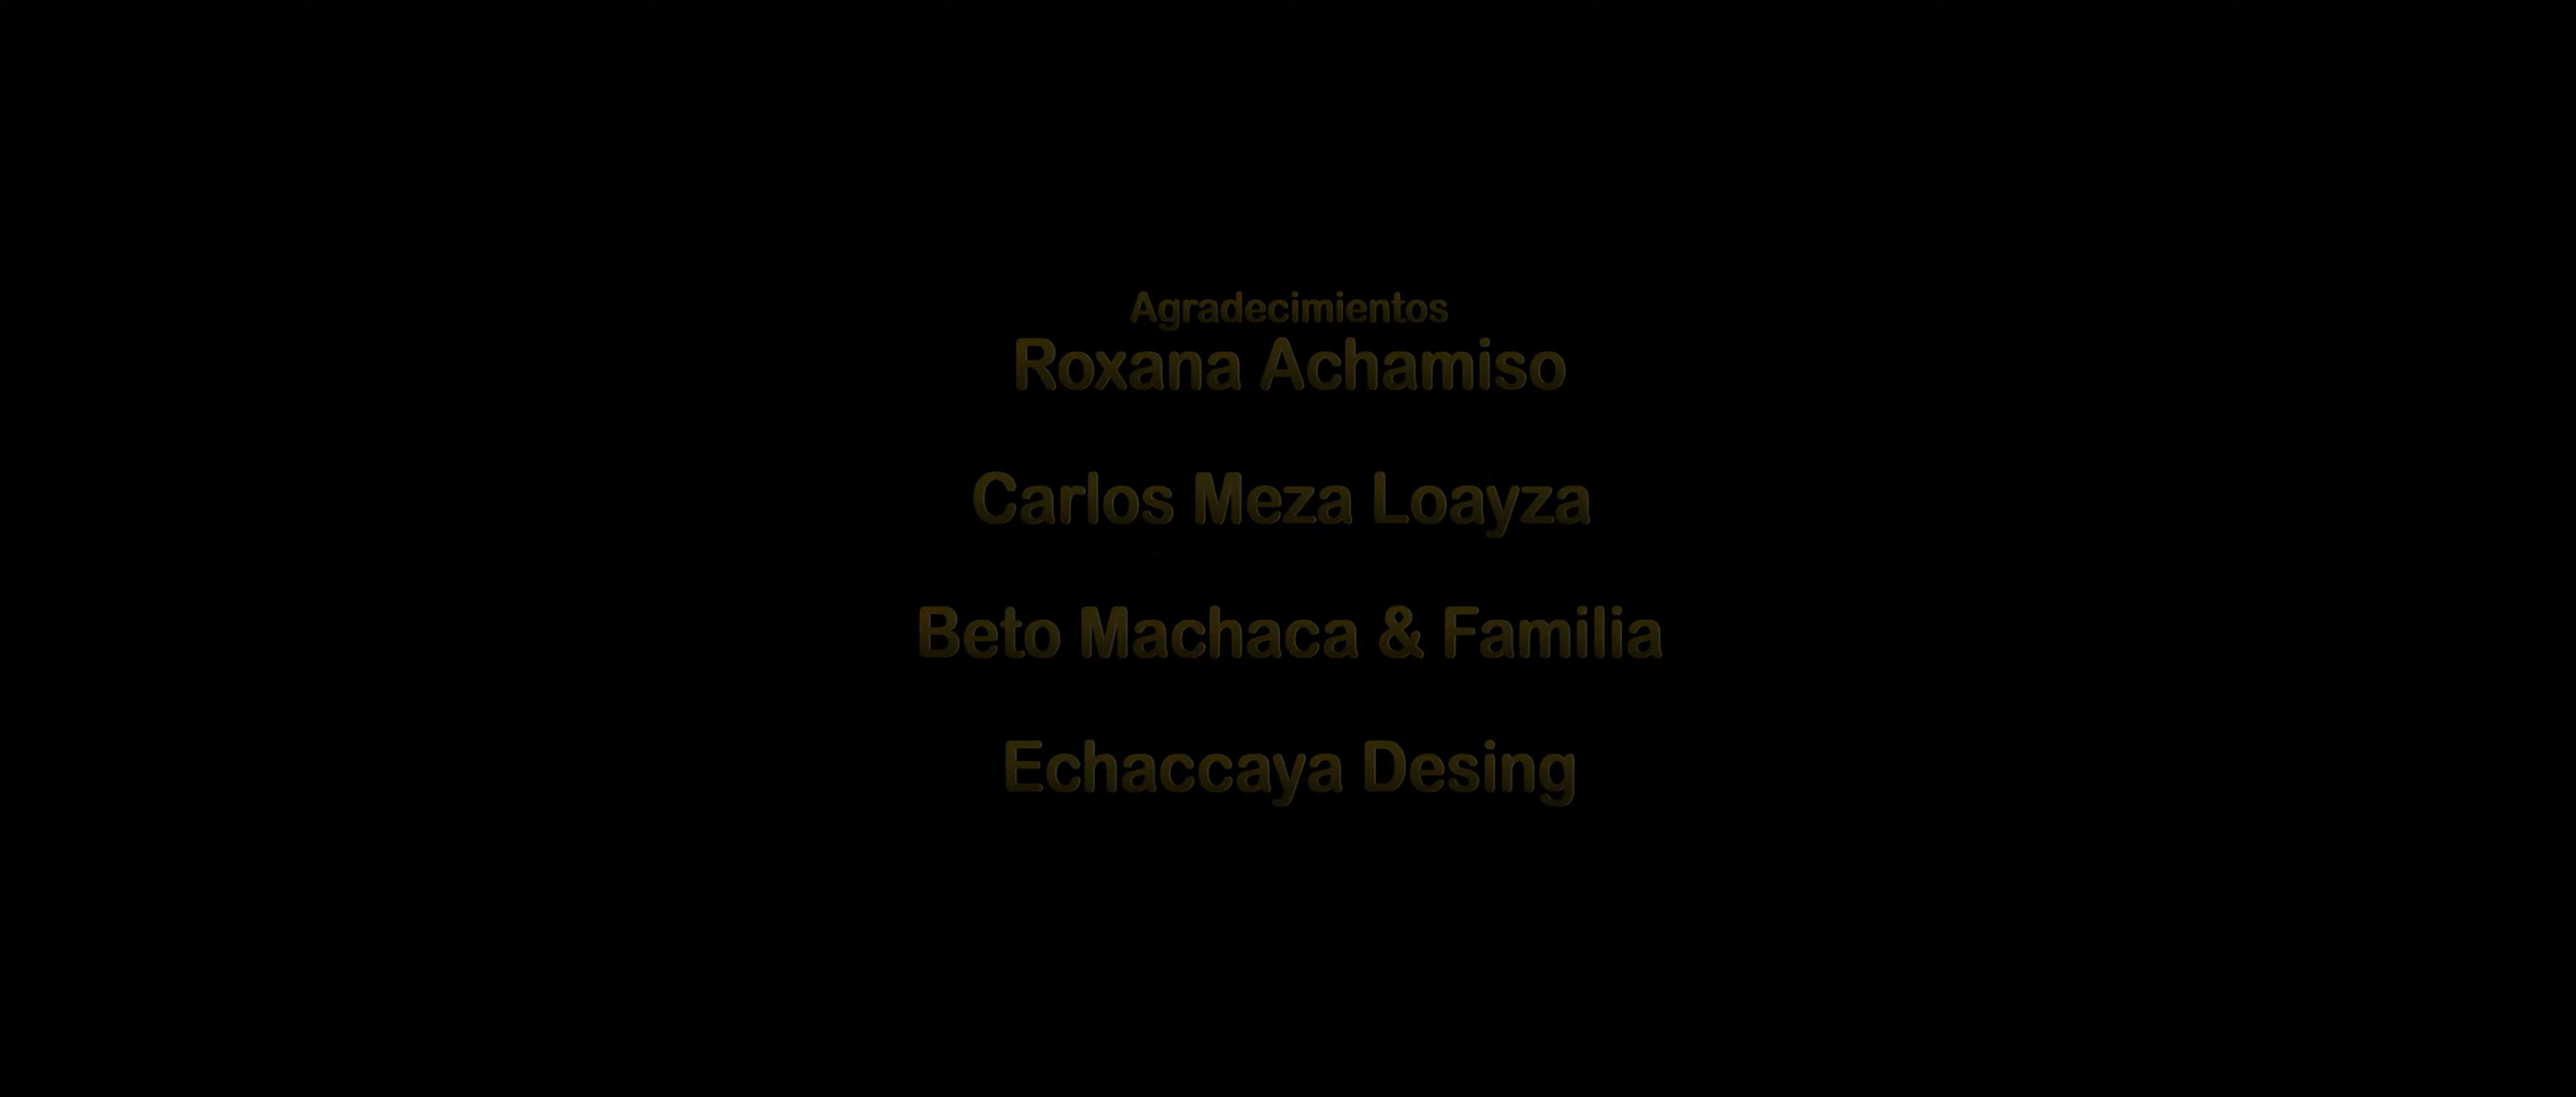 Agradecimientos
Roxana Achamiso
Carlos Meza Loayza
Beto Machaca & Familia
Echaccaya Desing